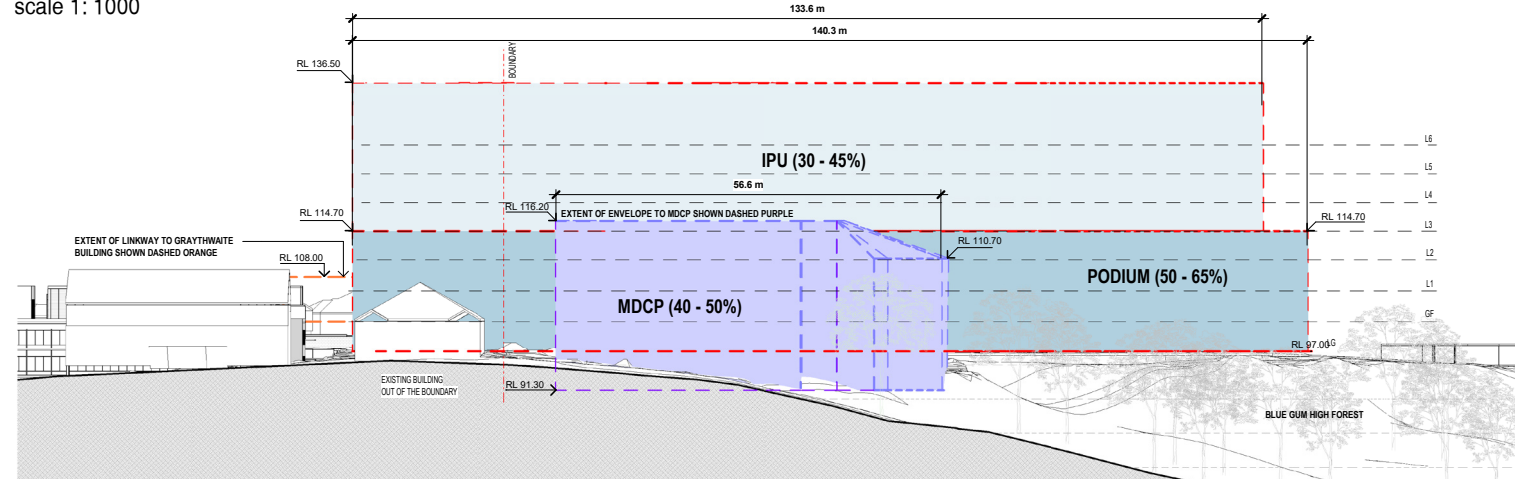 scale 1: 1000
133.6 m
140.3 m
BOUNDARY
RL 136.50
L6
IPU (30 - 45%)
L5
56.6 m
L4
RL 116.20
EXTENT OF ENVELOPE TO MDCP SHOWN DASHED PURPLE
RL 114.70
RL 114.70
L3
EXTENT OF LINKWAY TO GRAYTHWAITE
BUILDING SHOWN DASHED ORANGE
RL 110.70
L2
RL 108.00
PODIUM (50 - 65%)
L1
MDCP (40 - 50%)
GF
RL 97.00
LG
EXISTING BUILDING
OUT OF THE BOUNDARY
RL 91.30
BLUE GUM HIGH FOREST